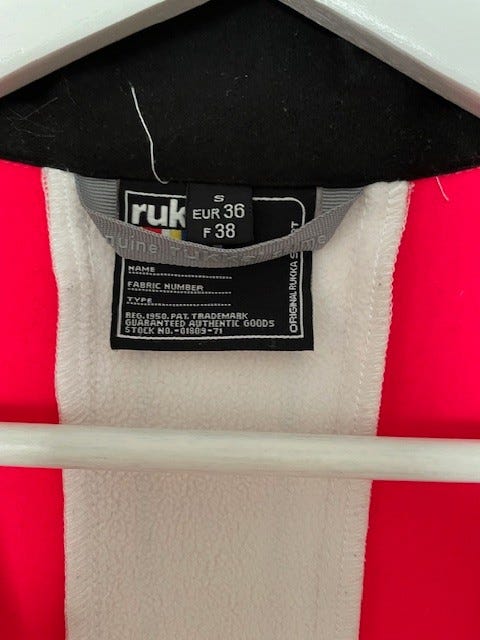 ruk
S
EUR 36
F 38
NAME
FABRIC NUMBER
TYPE
REG.1950.PAT. TRADEMARK
GUARANTEED AUTHENTIC GOODS
STOCK NO.-01809-71
ORIGINAL RUKKA